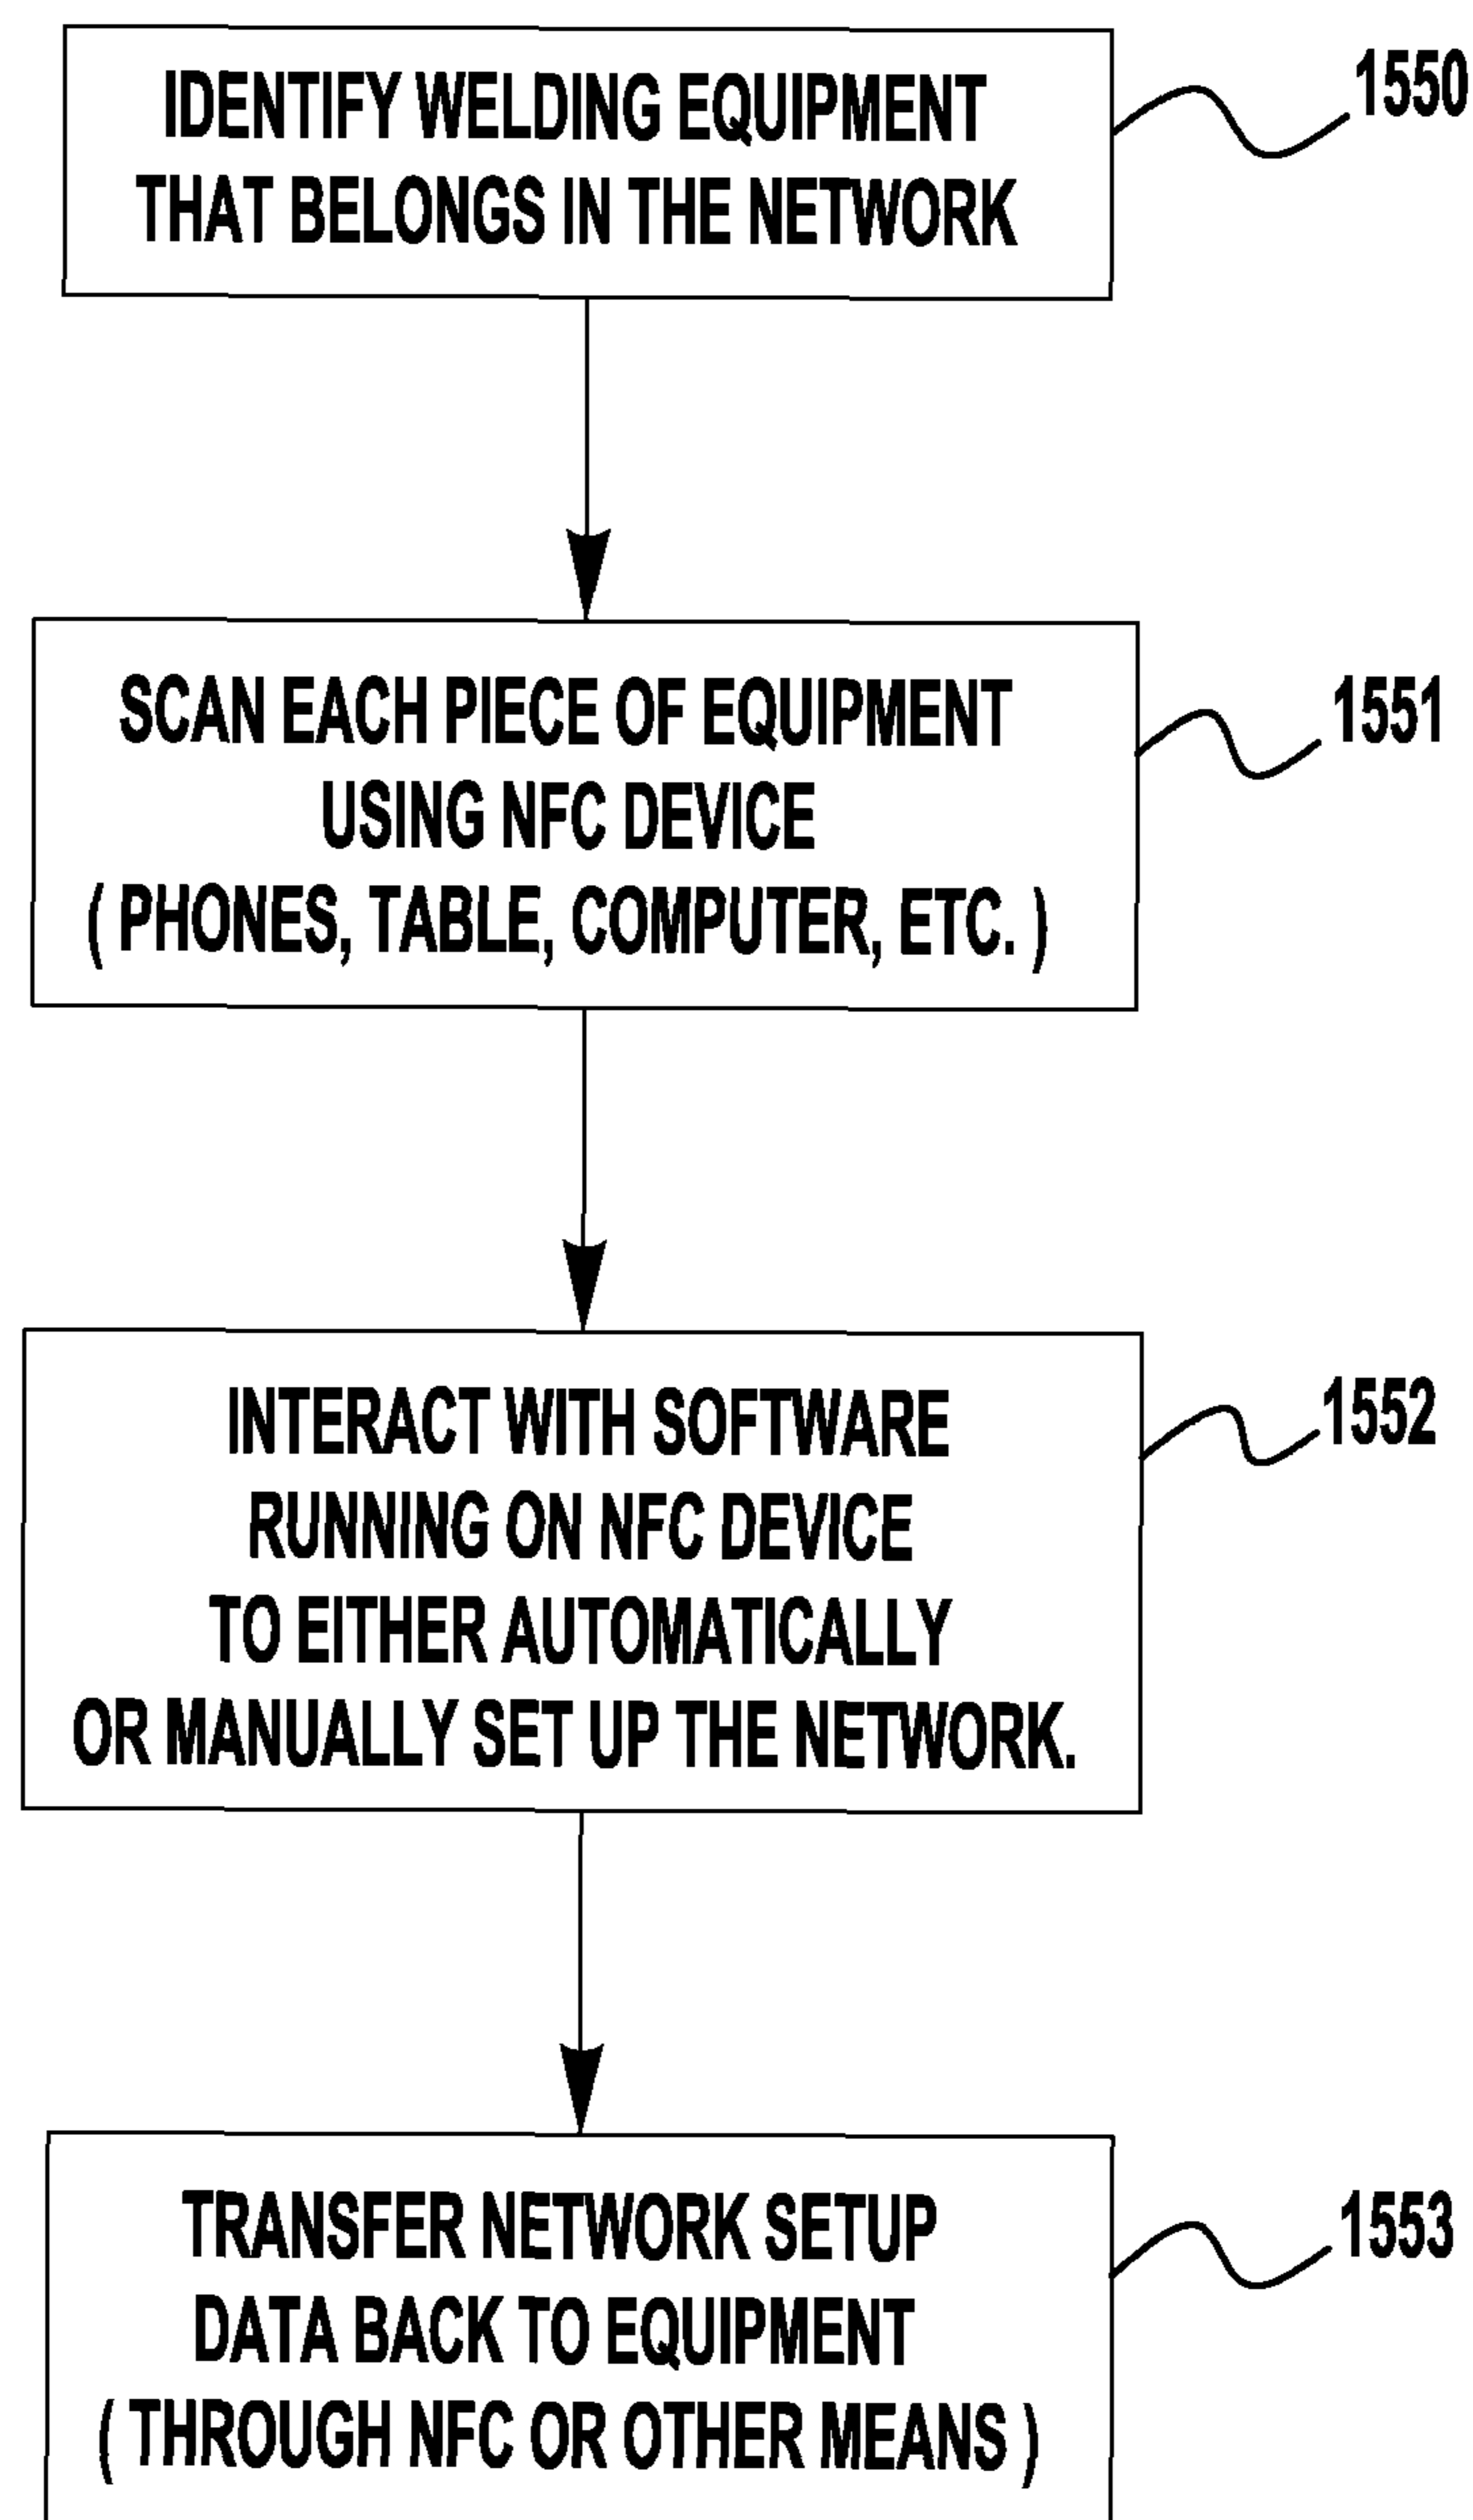 IDENTIFY WELDING EQUIPMENT
THAT BELONGS IN THE NETWORK
1550
SCAN EACH PIECE OF EQUIPMENT
USING NFC DEVICE
( PHONES, TABLE, COMPUTER, ETC. )
1551
INTERACT WITH SOFTWARE
RUNNING ON NFC DEVICE
TO EITHER AUTOMATICALLY
OR MANUALLY SET UP THE NETWORK.
1552
TRANSFER NETWORK SETUP
DATA BACK TO EQUIPMENT
( THROUGH NFC OR OTHER MEANS )
1553